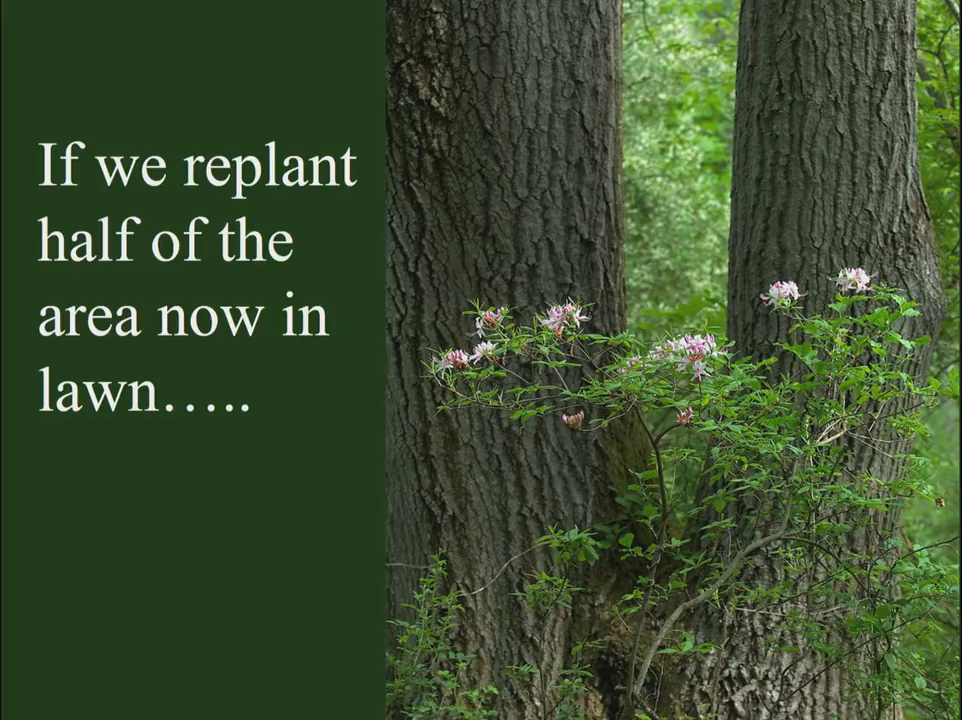 If we replant
half of the
area now in
lawn…..